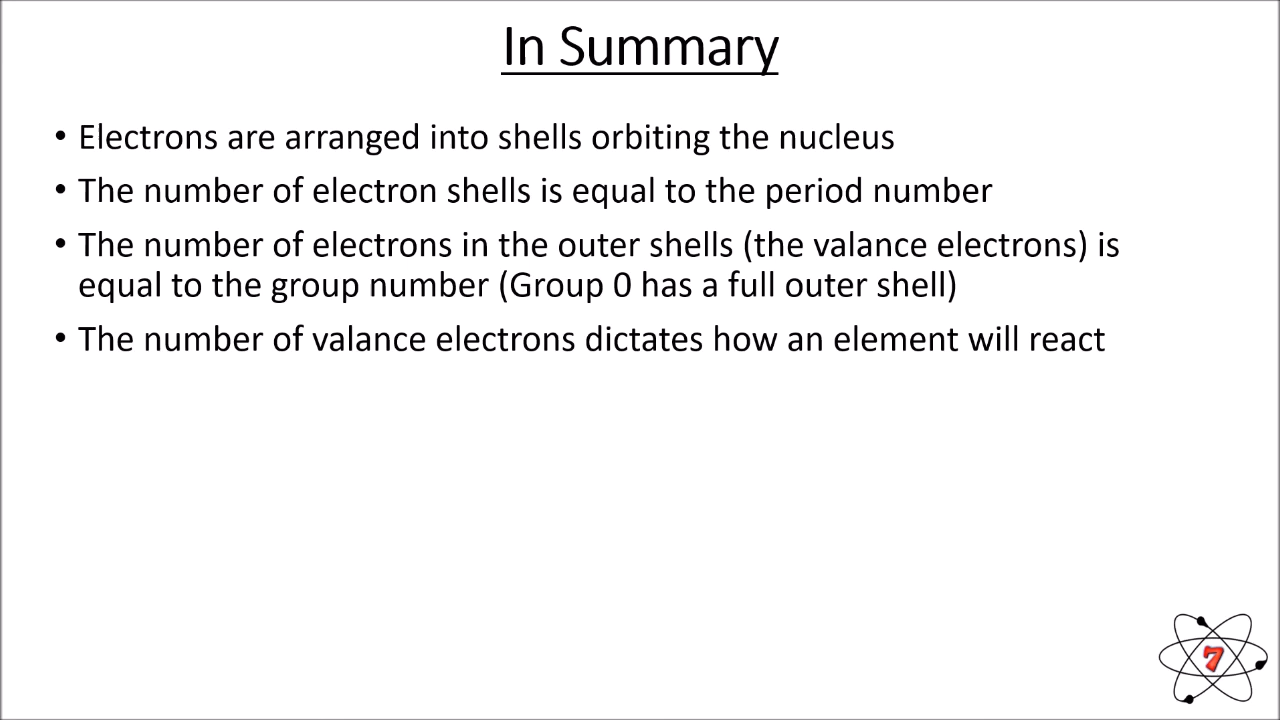 In Summary
• Electrons are arranged into shells orbiting the nucleus
• The number of electron shells is equal to the period number
• The number of electrons in the outer shells (the valance electrons) is
equal to the group number (Group 0 has a full outer shell)
• The number of valance electrons dictates how an element will react
7